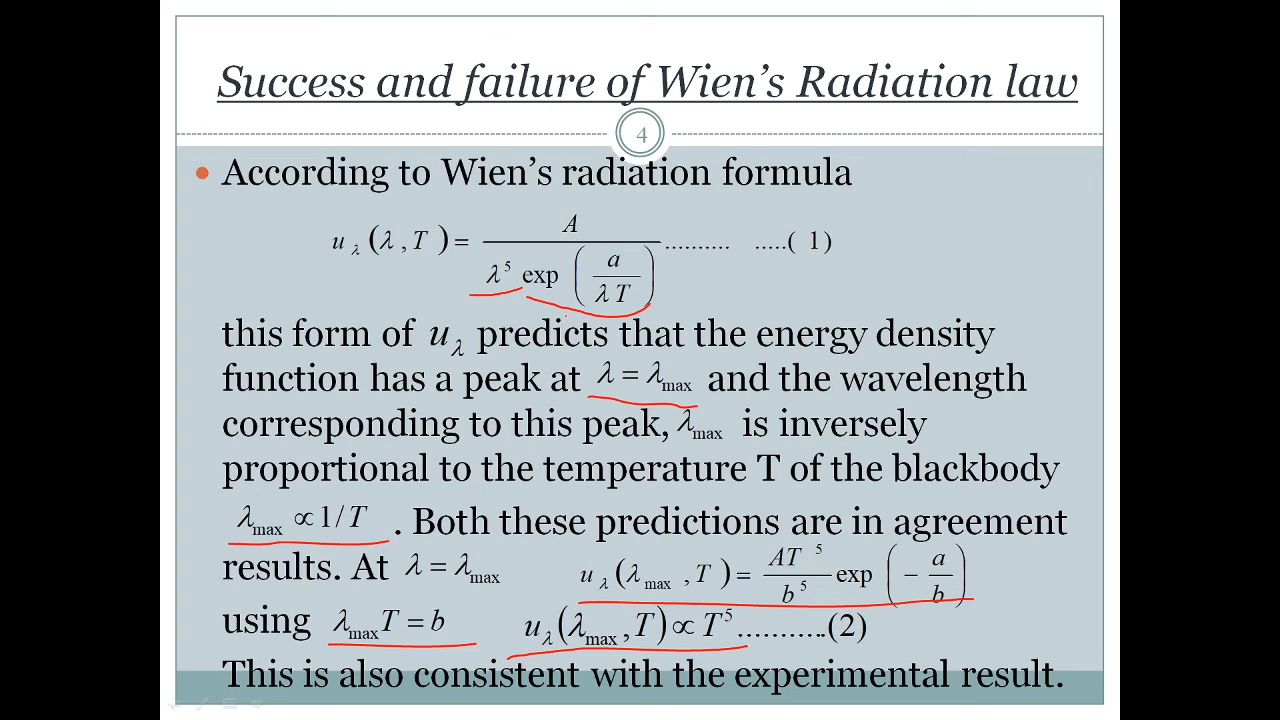 Success and failure of Wien's Radiation law
4
• According to Wien's radiation formula
u_λ (λ , T ) = A / (λ^5 exp (a / λ T)) .......... .....( 1)
this form of u_λ predicts that the energy density
function has a peak at λ = λ_max and the wavelength
corresponding to this peak, λ_max is inversely
proportional to the temperature T of the blackbody
λ_max ∝ 1 / T . Both these predictions are in agreement
results. At λ = λ_max u_λ (λ_max , T ) = AT^5 / b^5 exp (− a / b)
using λ_max T = b u_λ (λ_max , T) ∝ T^5 ...........(2)
This is also consistent with the experimental result.